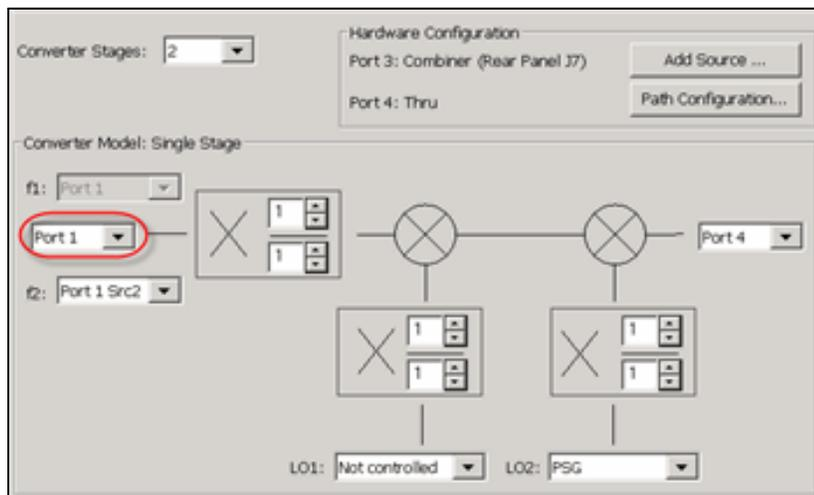 Converter Stages: 2
Hardware Configuration
Port 3: Combiner (Rear Panel J7)
Add Source ...
Port 4: Thru
Path Configuration...
Converter Model: Single Stage
f1: Port 1
1
1
Port 1
Port 4
f2: Port 1 Src2
1
1
1
1
LO1: Not controlled
LO2: PSG